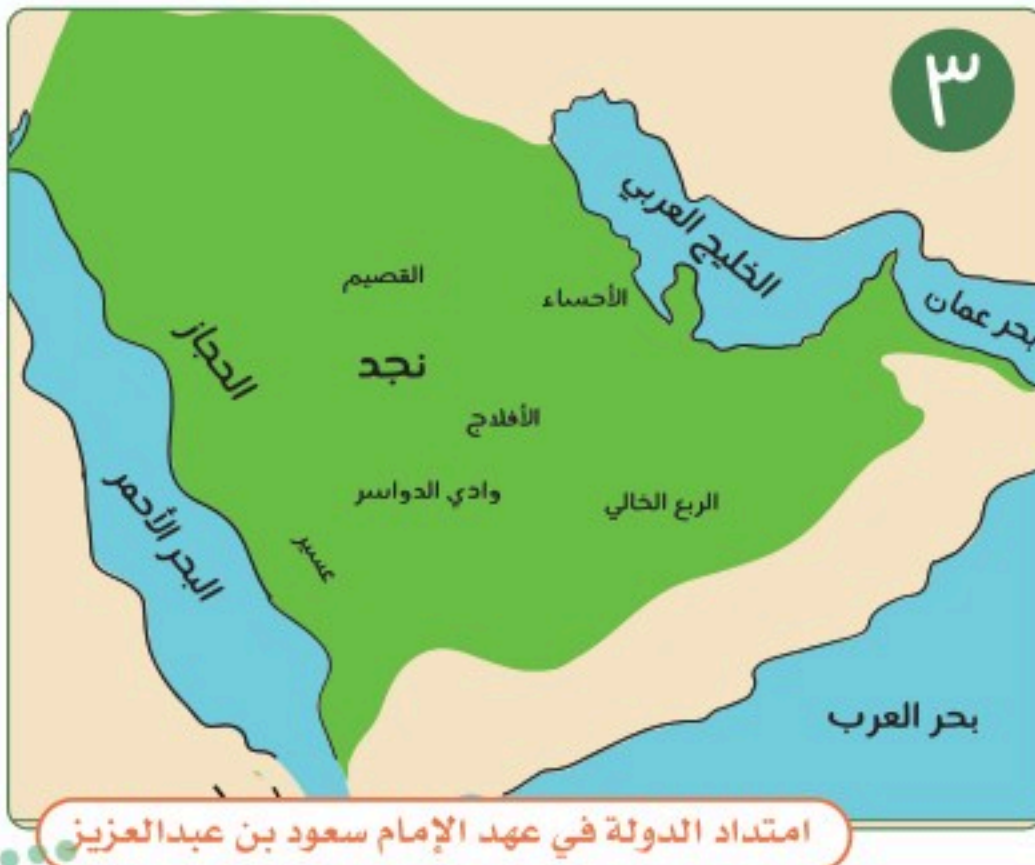 ٣
الخليج العربي
بحر عمان
القصيم
الأحساء
الحجاز
نجد
الأفلاج
وادي الدواسر
الربع الخالي
عسير
البحر الأحمر
بحر العرب
امتداد الدولة في عهد الإمام سعود بن عبدالعزيز